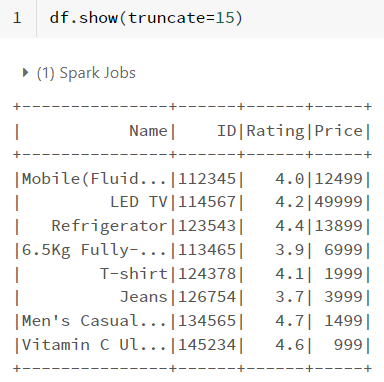 1 df.show(truncate=15)
(1) Spark Jobs
+---------------+------+------+-----+
|           Name|    ID|Rating|Price|
+---------------+------+------+-----+
|Mobile(Fluid...|112345|   4.0|12499|
|         LED TV|114567|   4.2|49999|
|   Refrigerator|123543|   4.4|13899|
|6.5Kg Fully-...|113465|   3.9| 6999|
|        T-shirt|124378|   4.1| 1999|
|          Jeans|126754|   3.7| 3999|
|Men's Casual...|134565|   4.7| 1499|
|Vitamin C Ul...|145234|   4.6|  999|
+---------------+------+------+-----+